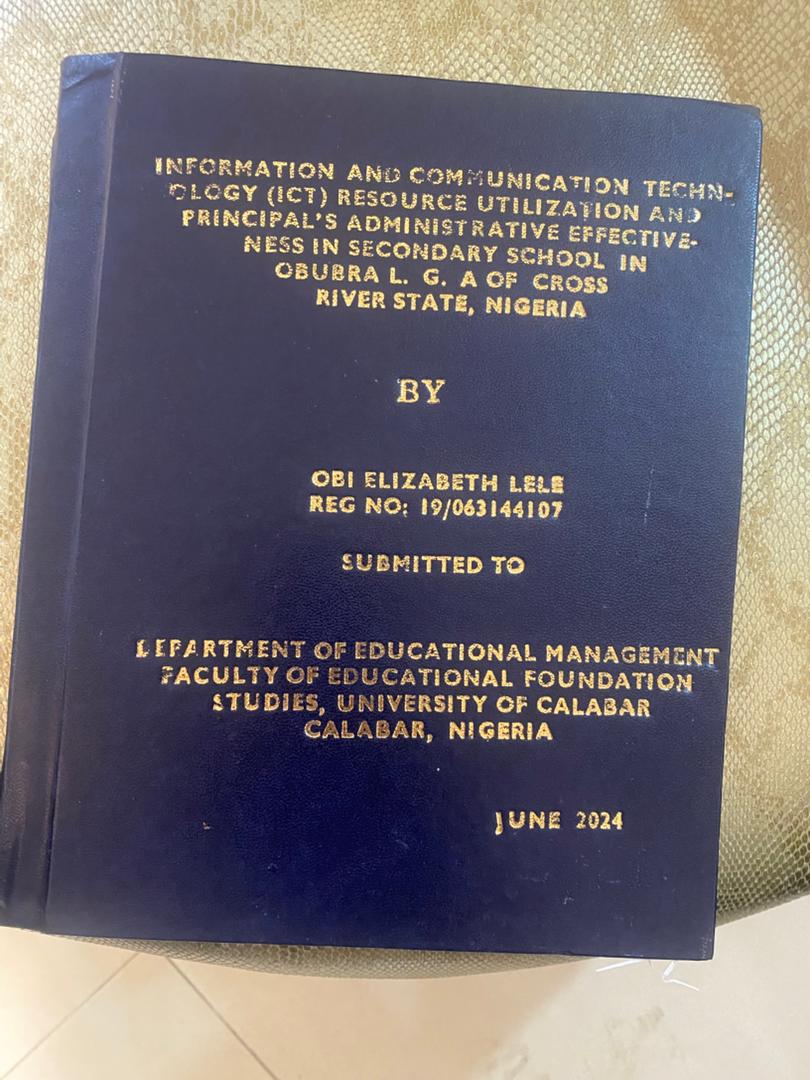 INFORMATION AND COMMUNICATION TECHN-
OLOGY (ICT) RESOURCE UTILIZATION AND
PRINCIPAL'S ADMINISTRATIVE EFFECTIVE-
NESS IN SECONDARY SCHOOL IN
OBUBRA L. G. A OF CROSS
RIVER STATE, NIGERIA
BY
OBI ELIZABETH LELE
REG NO: 19/063144107
SUBMITTED TO
DEPARTMENT OF EDUCATIONAL MANAGEMENT
FACULTY OF EDUCATIONAL FOUNDATION
STUDIES, UNIVERSITY OF CALABAR
CALABAR, NIGERIA
JUNE 2024